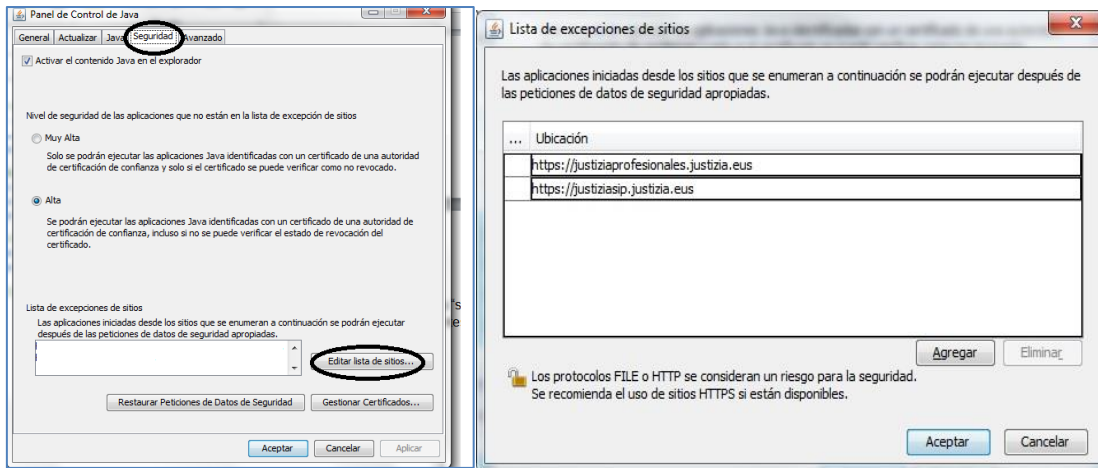 Panel de Control de Java
General Actualizar Java Seguridad Avanzado
Activar el contenido Java en el explorador
Nivel de seguridad de las aplicaciones que no están en la lista de excepción de sitios
Muy Alta
Solo se podrán ejecutar las aplicaciones Java identificadas con un certificado de una autoridad
de certificación de confianza y solo si el certificado se puede verificar como no revocado.
Alta
Se podrán ejecutar las aplicaciones Java identificadas con un certificado de una autoridad de
certificación de confianza, incluso si no se puede verificar el estado de revocación del
certificado.
Lista de excepciones de sitios
Las aplicaciones iniciadas desde los sitios que se enumeran a continuación se podrán ejecutar
después de las peticiones de datos de seguridad apropiadas.
Editar lista de sitios...
Restaurar Peticiones de Datos de Seguridad Gestionar Certificados...
Aceptar Cancelar Aplicar
Lista de excepciones de sitios
Las aplicaciones iniciadas desde los sitios que se enumeran a continuación se podrán ejecutar después de
las peticiones de datos de seguridad apropiadas.
... Ubicación
https://justiziaprofesionales.justizia.eus
https://justiziasip.justizia.eus
Agregar Eliminar
Los protocolos FILE o HTTP se consideran un riesgo para la seguridad.
Se recomienda el uso de sitios HTTPS si están disponibles.
Aceptar Cancelar